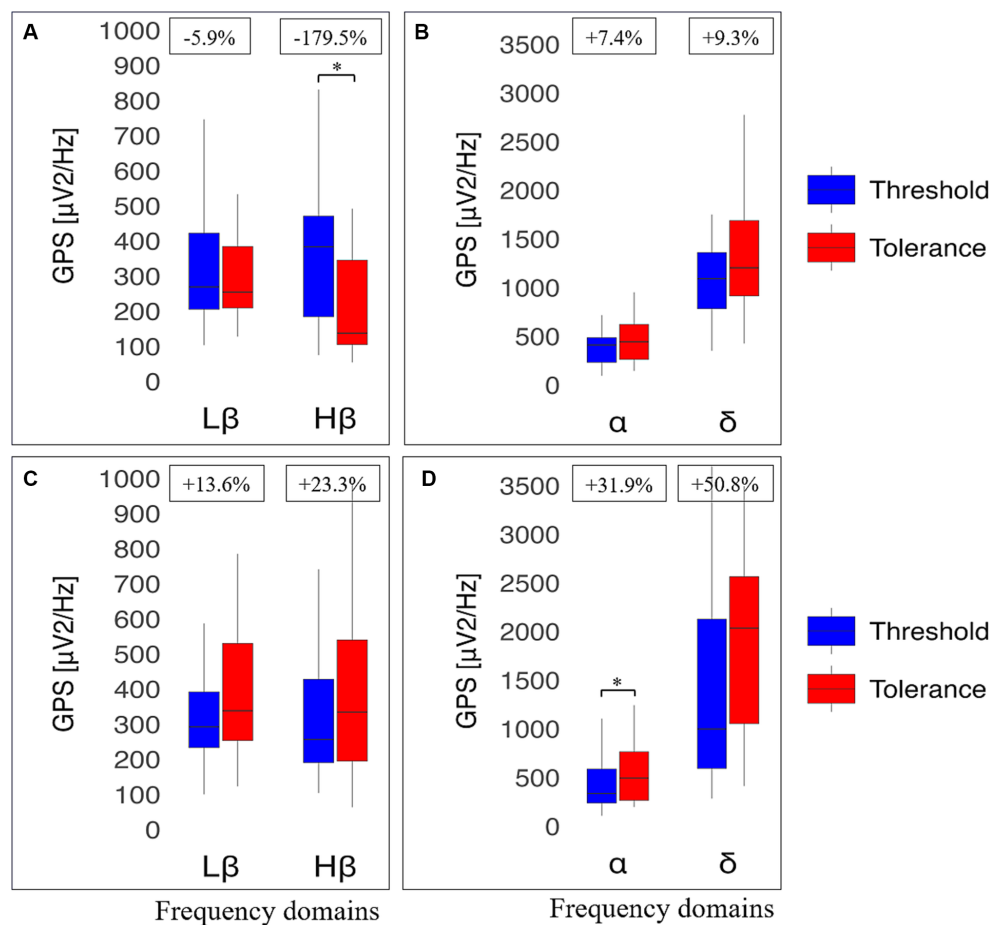 A
-5.9%
-179.5%
*
1000
900
800
700
600
500
400
300
200
100
0
GPS [µV2/Hz]
Lβ
Hβ
B
+7.4%
+9.3%
3500
3000
2500
2000
1500
1000
500
0
GPS [µV2/Hz]
α
δ
Threshold
Tolerance
C
+13.6%
+23.3%
1000
900
800
700
600
500
400
300
200
100
0
GPS [µV2/Hz]
Lβ
Hβ
Frequency domains
D
+31.9%
+50.8%
*
3500
3000
2500
2000
1500
1000
500
0
GPS [µV2/Hz]
α
δ
Frequency domains
Threshold
Tolerance